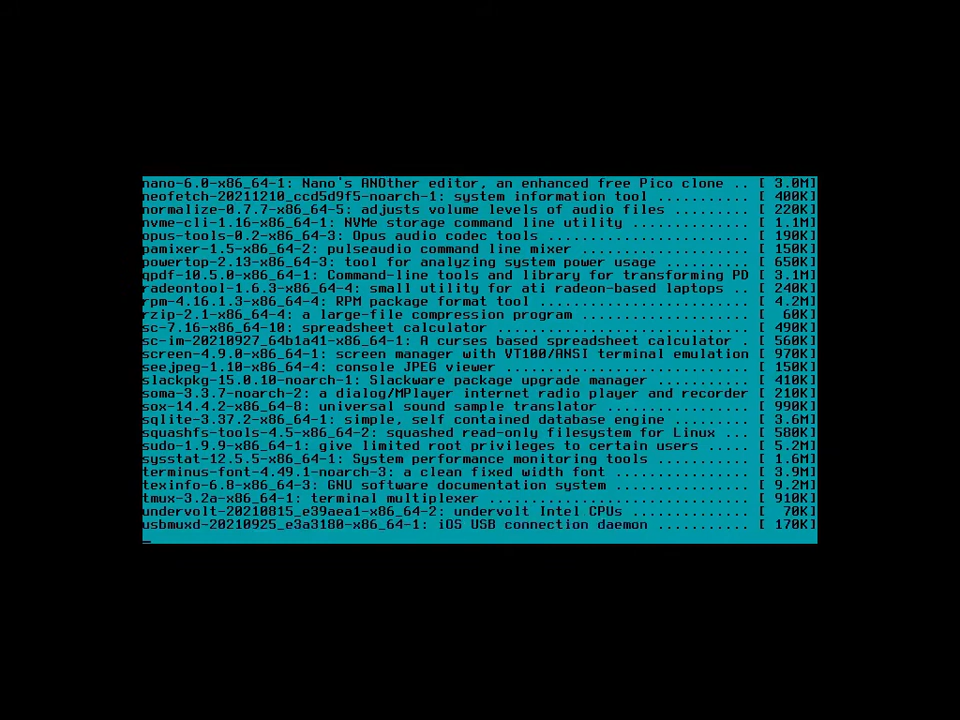 nano-6.0-x86_64-1: Nano's ANOther editor, an enhanced free Pico clone .. [ 3.0M]
neofetch-20211210_ccd5d9f5-noarch-1: system information tool ........... [ 400K]
normalize-0.7.7-x86_64-5: adjusts volume levels of audio files ......... [ 220K]
nvme-cli-1.16-x86_64-1: NVMe storage command line utility .............. [ 1.1M]
opus-tools-0.2-x86_64-3: Opus audio codec tools ........................ [ 190K]
pamixer-1.5-x86_64-2: pulseaudio command line mixer .................... [ 150K]
powertop-2.13-x86_64-3: tool for analyzing system power usage .......... [ 650K]
qpdf-10.5.0-x86_64-1: Command-line tools and library for transforming PD [ 3.1M]
radeontool-1.6.3-x86_64-4: small utility for ati radeon-based laptops .. [ 240K]
rpm-4.16.1.3-x86_64-4: RPM package format tool ......................... [ 4.2M]
rzip-2.1-x86_64-4: a large-file compression program .................... [  60K]
sc-7.16-x86_64-10: spreadsheet calculator .............................. [ 490K]
sc-im-20210927_64b1a41-x86_64-1: A curses based spreadsheet calculator . [ 560K]
screen-4.9.0-x86_64-1: screen manager with VT100/ANSI terminal emulation [ 970K]
seejpeg-1.10-x86_64-4: console JPEG viewer ............................. [ 150K]
slackpkg-15.0.10-noarch-1: Slackware package upgrade manager ........... [ 410K]
soma-3.3.7-noarch-2: a dialog/MPlayer internet radio player and recorder [ 210K]
sox-14.4.2-x86_64-8: universal sound sample translator ................. [ 990K]
sqlite-3.37.2-x86_64-1: simple, self contained database engine ......... [ 3.6M]
squashfs-tools-4.5-x86_64-2: squashed read-only filesystem for Linux ... [ 580K]
sudo-1.9.9-x86_64-1: give limited root privileges to certain users ..... [ 5.2M]
sysstat-12.5.5-x86_64-1: System performance monitoring tools ........... [ 1.6M]
terminus-font-4.49.1-noarch-3: a clean fixed width font ................ [ 3.9M]
texinfo-6.8-x86_64-3: GNU software documentation system ................ [ 9.2M]
tmux-3.2a-x86_64-1: terminal multiplexer ............................... [ 910K]
undervolt-20210815_e39aea1-x86_64-2: undervolt Intel CPUs .............. [  70K]
usbmuxd-20210925_e3a3180-x86_64-1: iOS USB connection daemon ........... [ 170K]